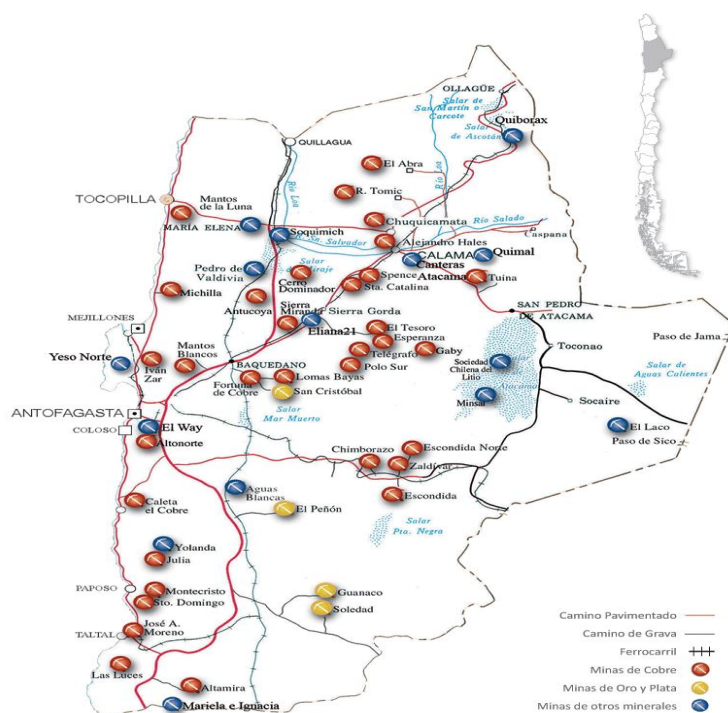 OLLAGÜE
Salar de
San Martín o
Carcote
Quiborax
Salar
de Ascotán
QUILLAGUA
El Abra
Río Loa
R. Tomic
Río Loa
TOCOPILLA
Mantos
de la Luna
MARIA ELENA
Soquimich
Chuquicamata
Río Salado
Caspana
R. Sn. Salvador
Alejandro Hales
CALAMA
Canteras
Quimal
Pedro de
Valdivia
Salar
Cerro
Dominador
Spence
Atacama
Tuina
Sta. Catalina
Michilla
Antucoya
Sierra
Miranda
Sierra Gorda
Eliana21
SAN PEDRO
DE ATACAMA
MEJILLONES
El Tesoro
Esperanza
Paso de Jama
Toconao
Yeso Norte
Iván
Zar
Mantos
Blancos
Telégrafo
Gaby
Polo Sur
Sociedad
Chilena del
Litio
Salar de
Aguas Calientes
BAQUEDANO
Fortuna
de Cobre
Lomas Bayas
San Cristóbal
Minsal
Socaire
ANTOFAGASTA
Salar
Mar Muerto
El Way
El Laco
COLOSO
Altonorte
Paso de Sico
Chimborazo
Escondida Norte
Zaldívar
Aguas
Blancas
Escondida
Caleta
el Cobre
El Peñón
Salar
Pta. Negra
Yolanda
Julia
PAPOSO
Montecristo
Sto. Domingo
Guanaco
Soledad
José A.
Moreno
TALTAL
Las Luces
Altamira
Mariela e Ignacia
Camino Pavimentado
Camino de Grava
Ferrocarril
Minas de Cobre
Minas de Oro y Plata
Minas de otros minerales